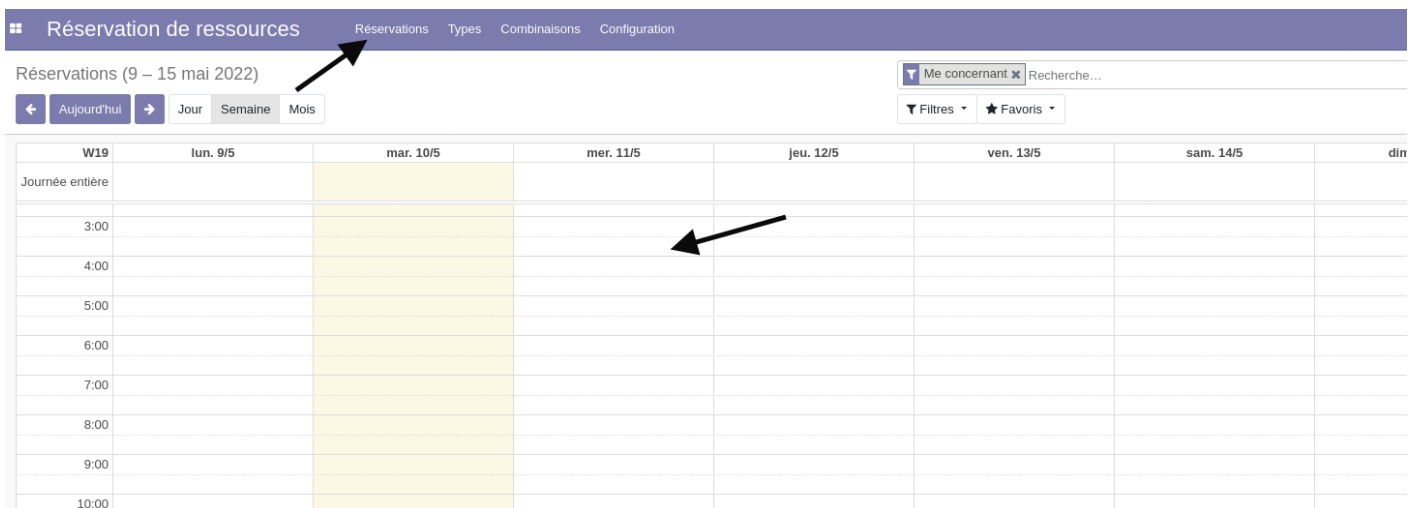 Réservation de ressources Réservations Types Combinaisons Configuration
Réservations (9 – 15 mai 2022)
Me concernant Recherche…
Aujourd'hui Jour Semaine Mois
Filtres Favoris
W19 lun. 9/5 mar. 10/5 mer. 11/5 jeu. 12/5 ven. 13/5 sam. 14/5
Journée entière
3:00
4:00
5:00
6:00
7:00
8:00
9:00
10:00